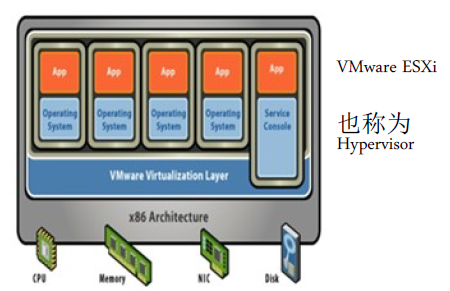 App App App App App
Operating System
Operating System
Operating System
Operating System
Service Console
VMware Virtualization Layer
x86 Architecture
CPU Memory NIC Disk
VMware ESXi
也称为
Hypervisor